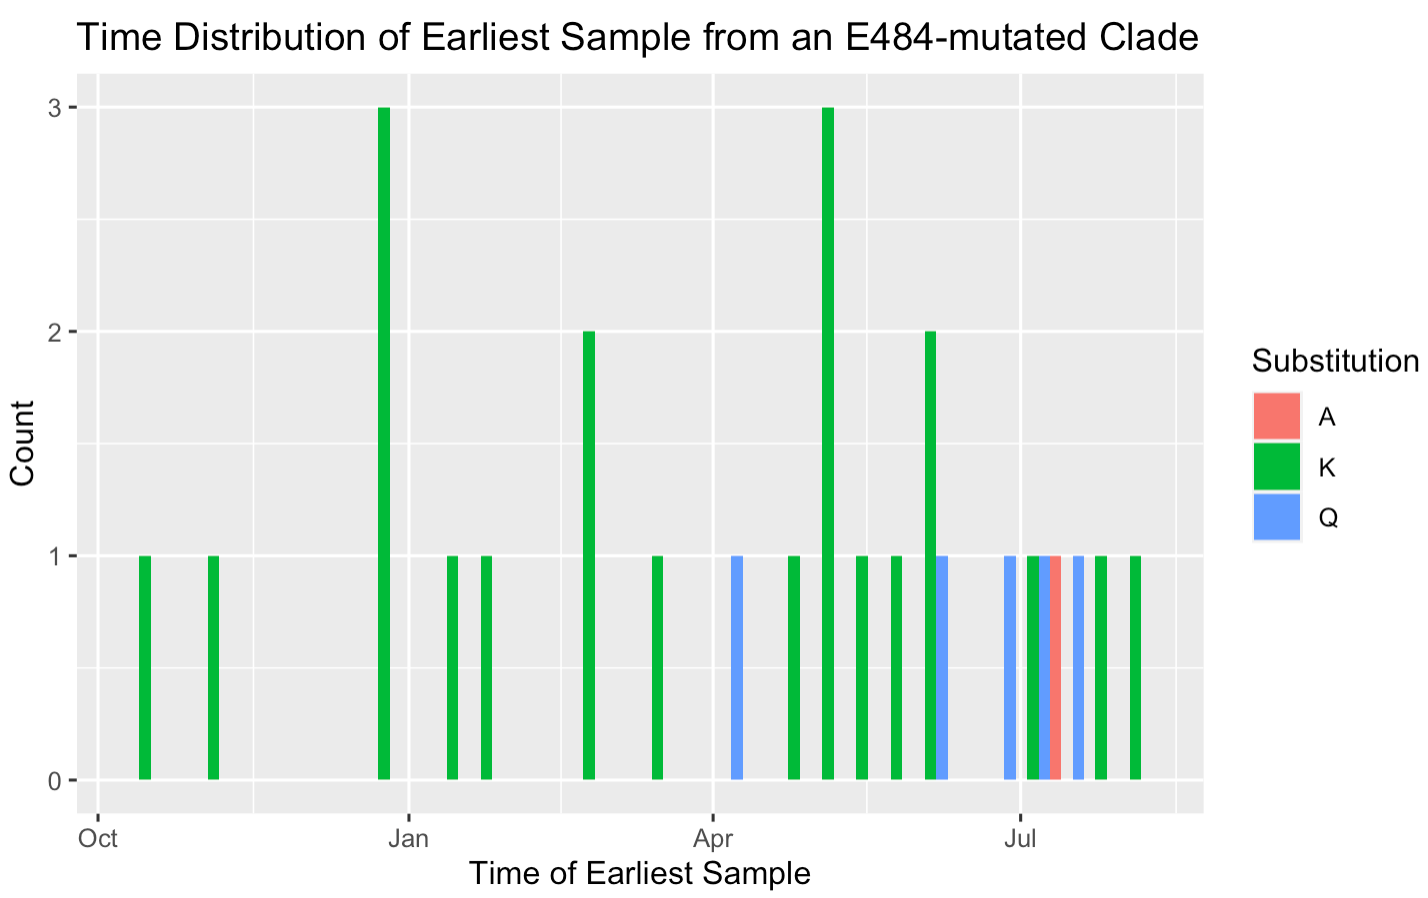 Time Distribution of Earliest Sample from an E484-mutated Clade
3
2
1
0
Count
Oct Jan Apr Jul
Time of Earliest Sample
Substitution
A
K
Q